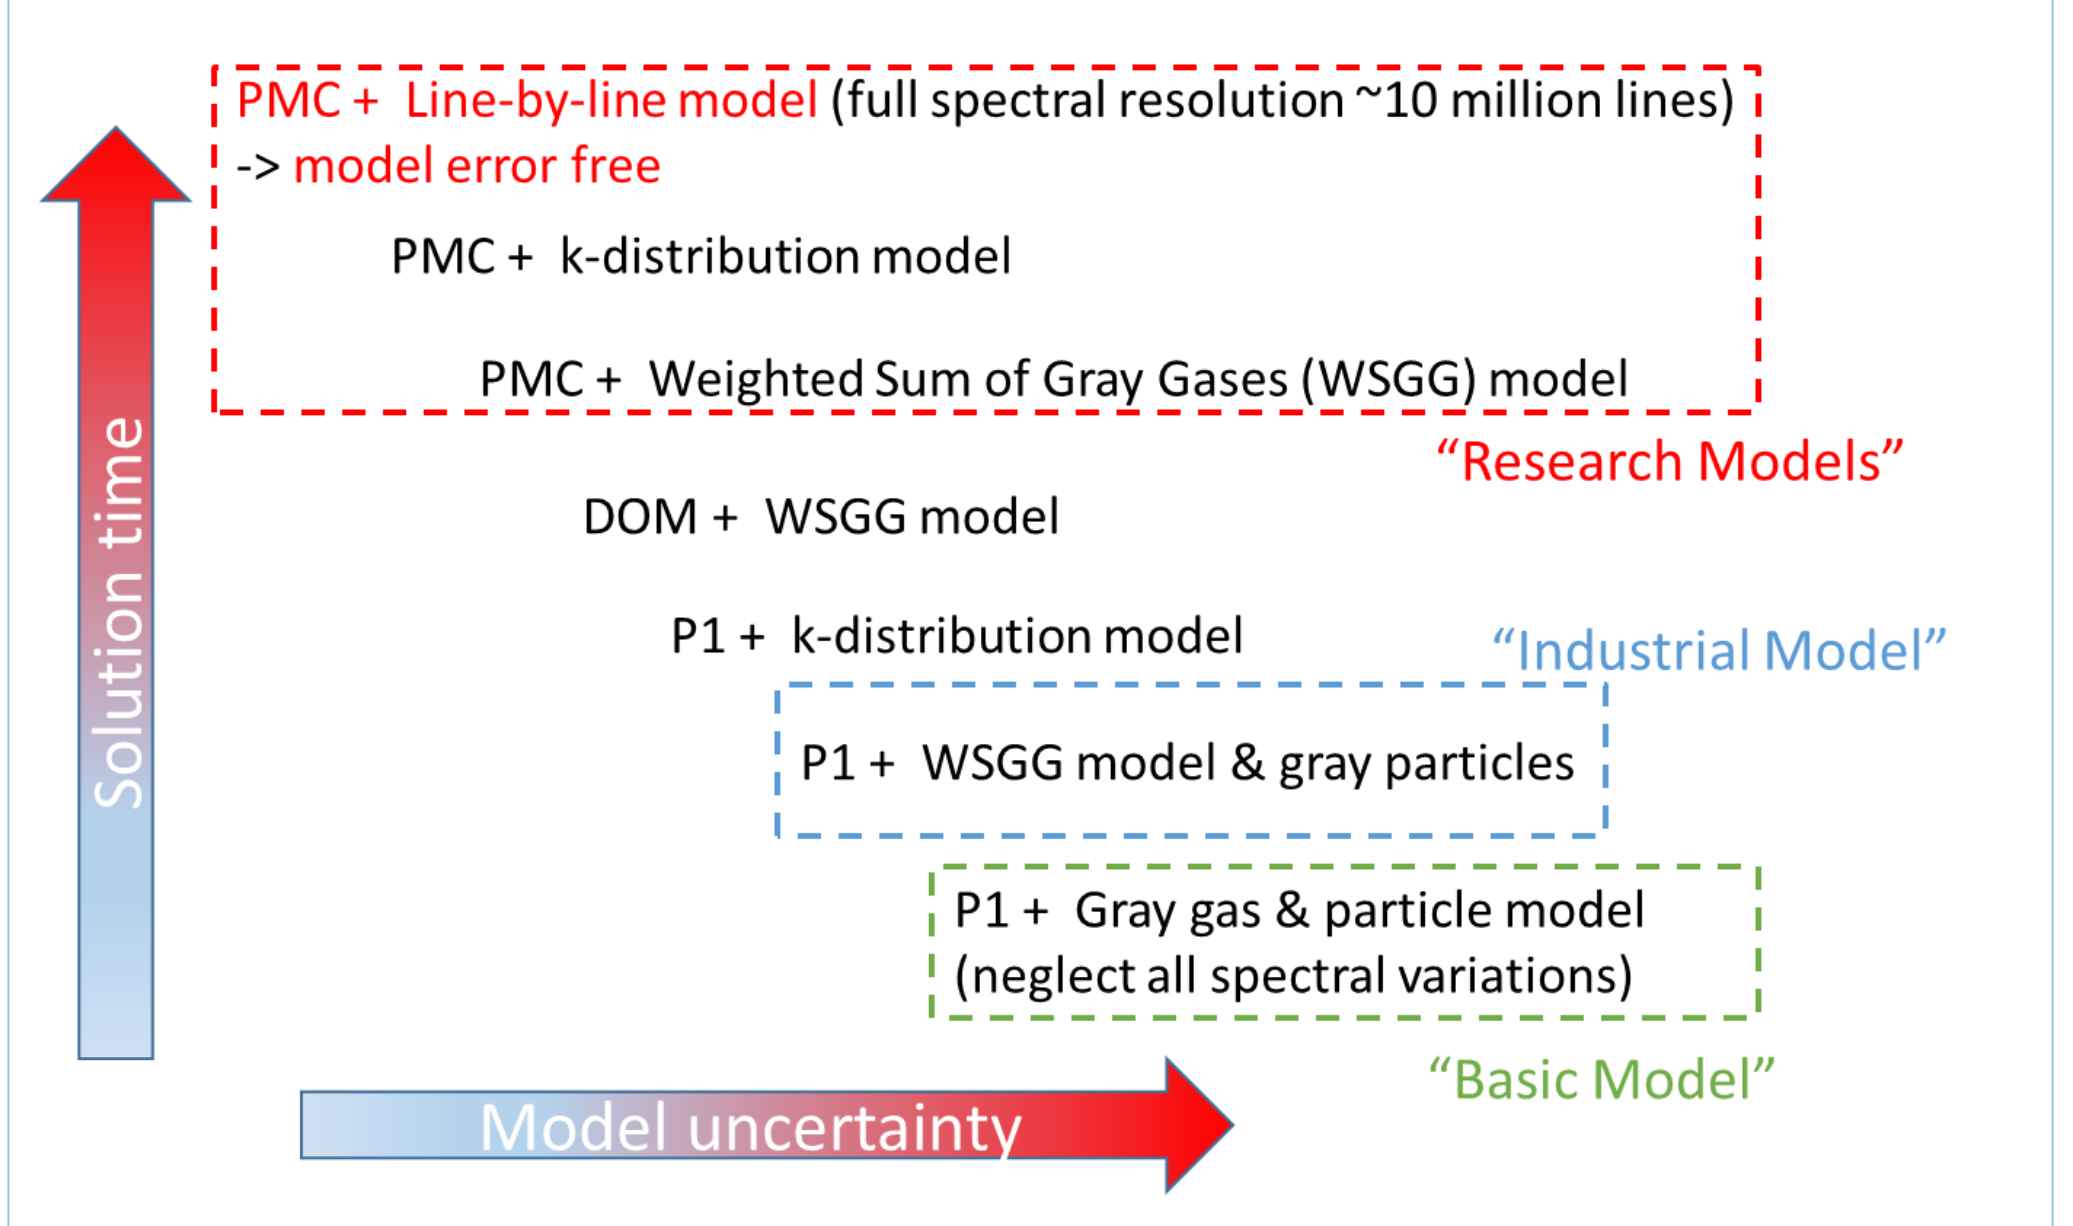 PMC + Line-by-line model (full spectral resolution ~10 million lines)
-> model error free
PMC + k-distribution model
PMC + Weighted Sum of Gray Gases (WSGG) model
“Research Models”
DOM + WSGG model
P1 + k-distribution model
“Industrial Model”
P1 + WSGG model & gray particles
P1 + Gray gas & particle model
(neglect all spectral variations)
“Basic Model”
Solution time
Model uncertainty